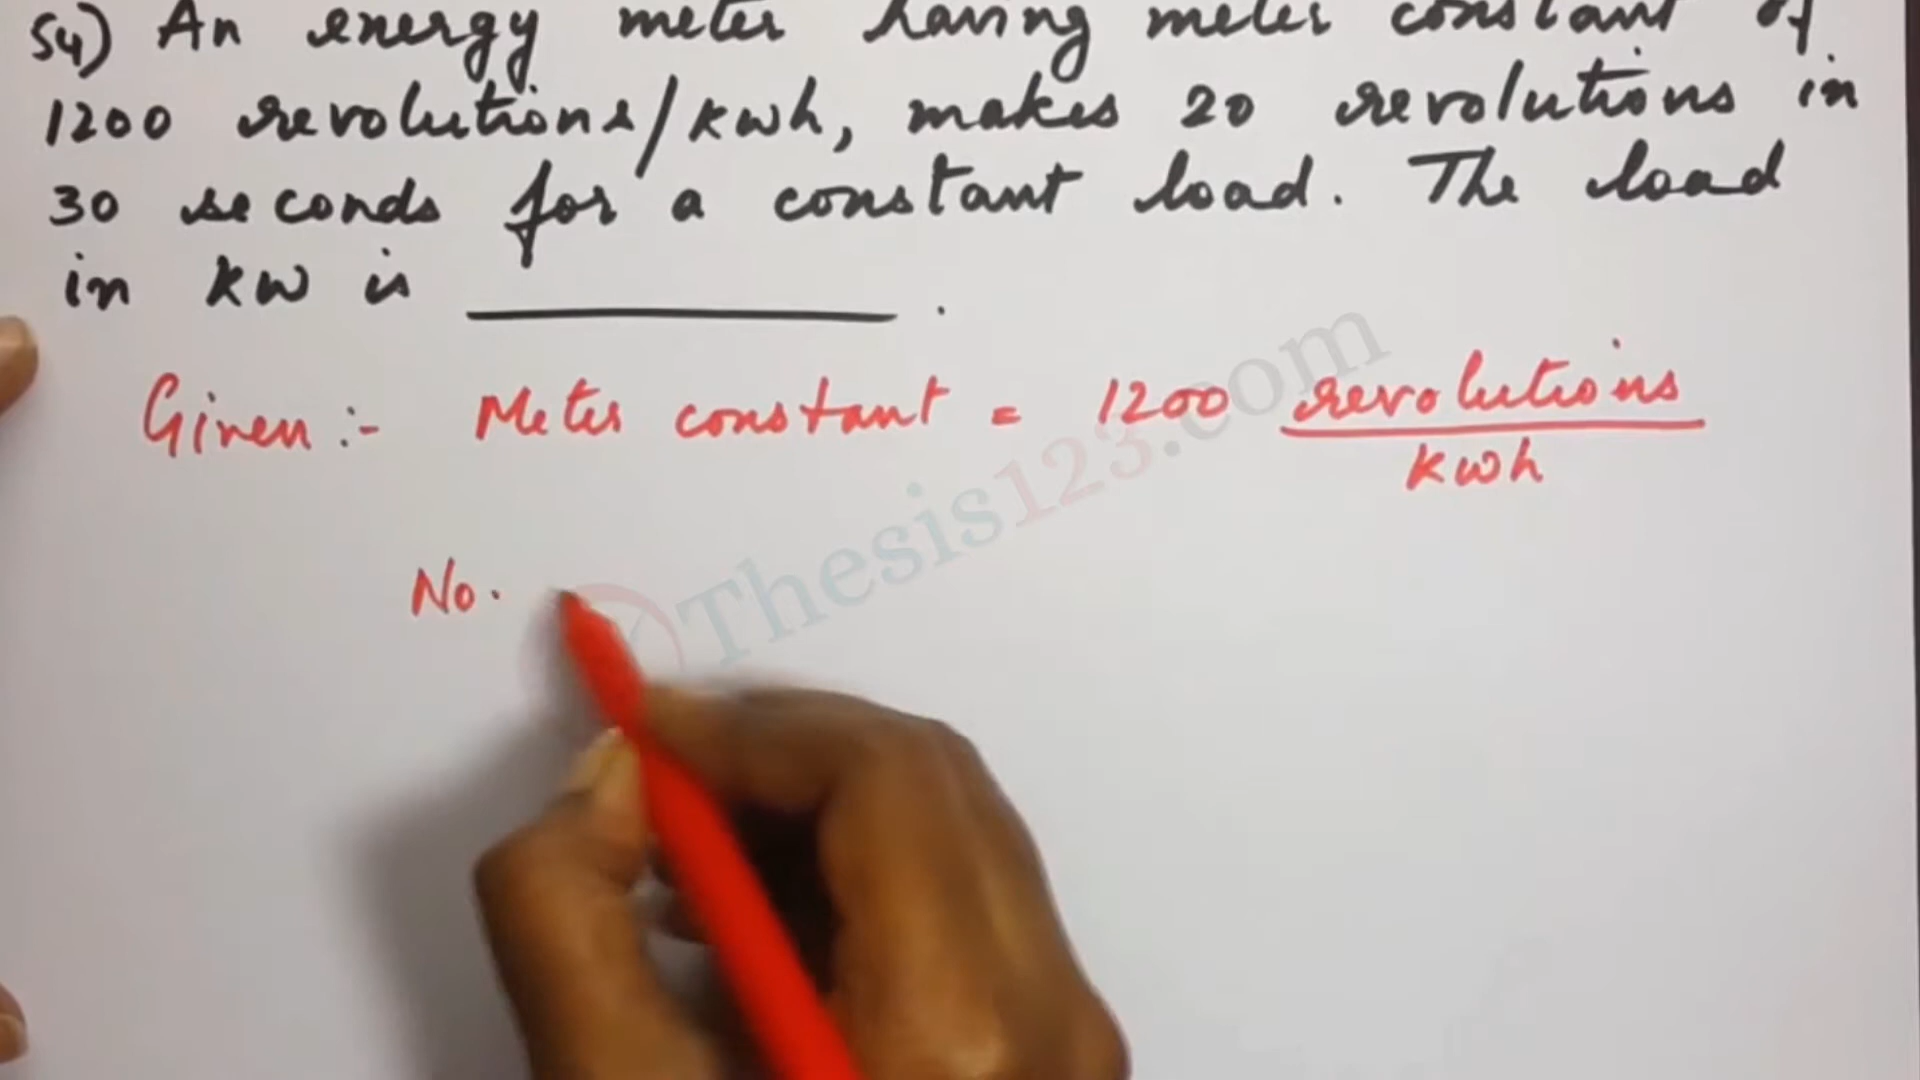 54) An energy meter having meter constant of
1200 revolutions/kwh, makes 20 revolutions in
30 seconds for a constant load. The load
in kw is ________ .
Given :- Meter constant = 1200 revolutions
kwh
No.
Thesis123.com